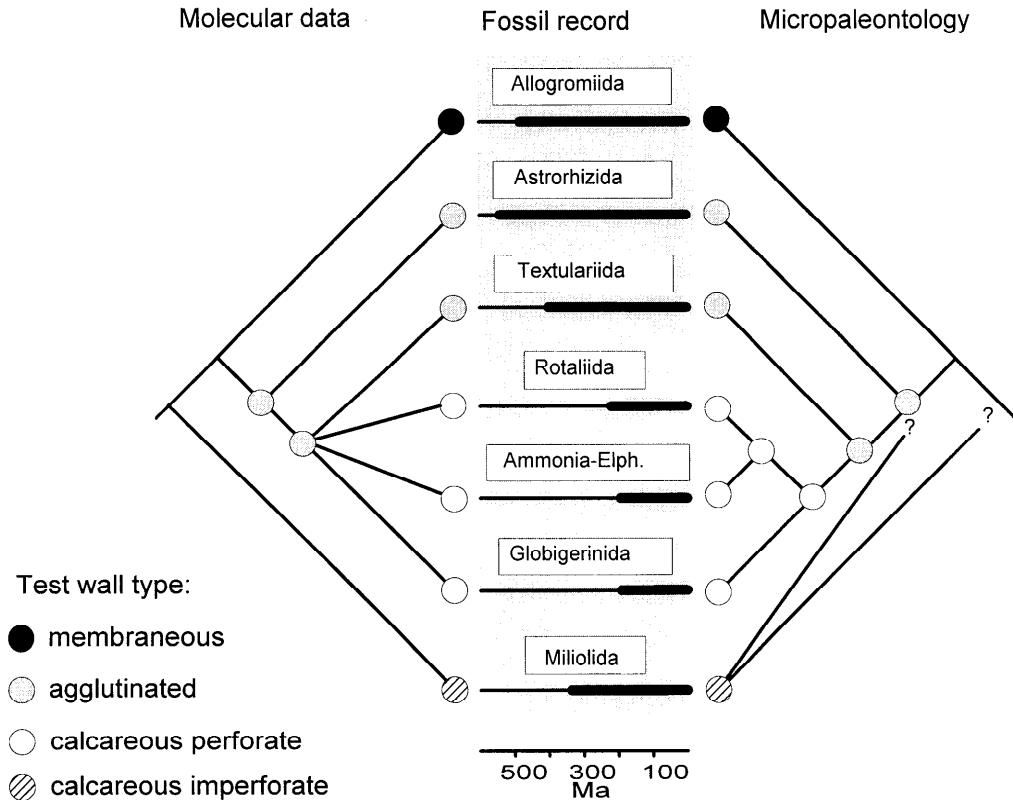 Molecular data
Fossil record
Micropaleontology
Allogromiida
Astrorhizida
Textulariida
Rotaliida
Ammonia-Elph.
Globigerinida
Miliolida
?
?
Test wall type:
membraneous
agglutinated
calcareous perforate
calcareous imperforate
500 300 100
Ma